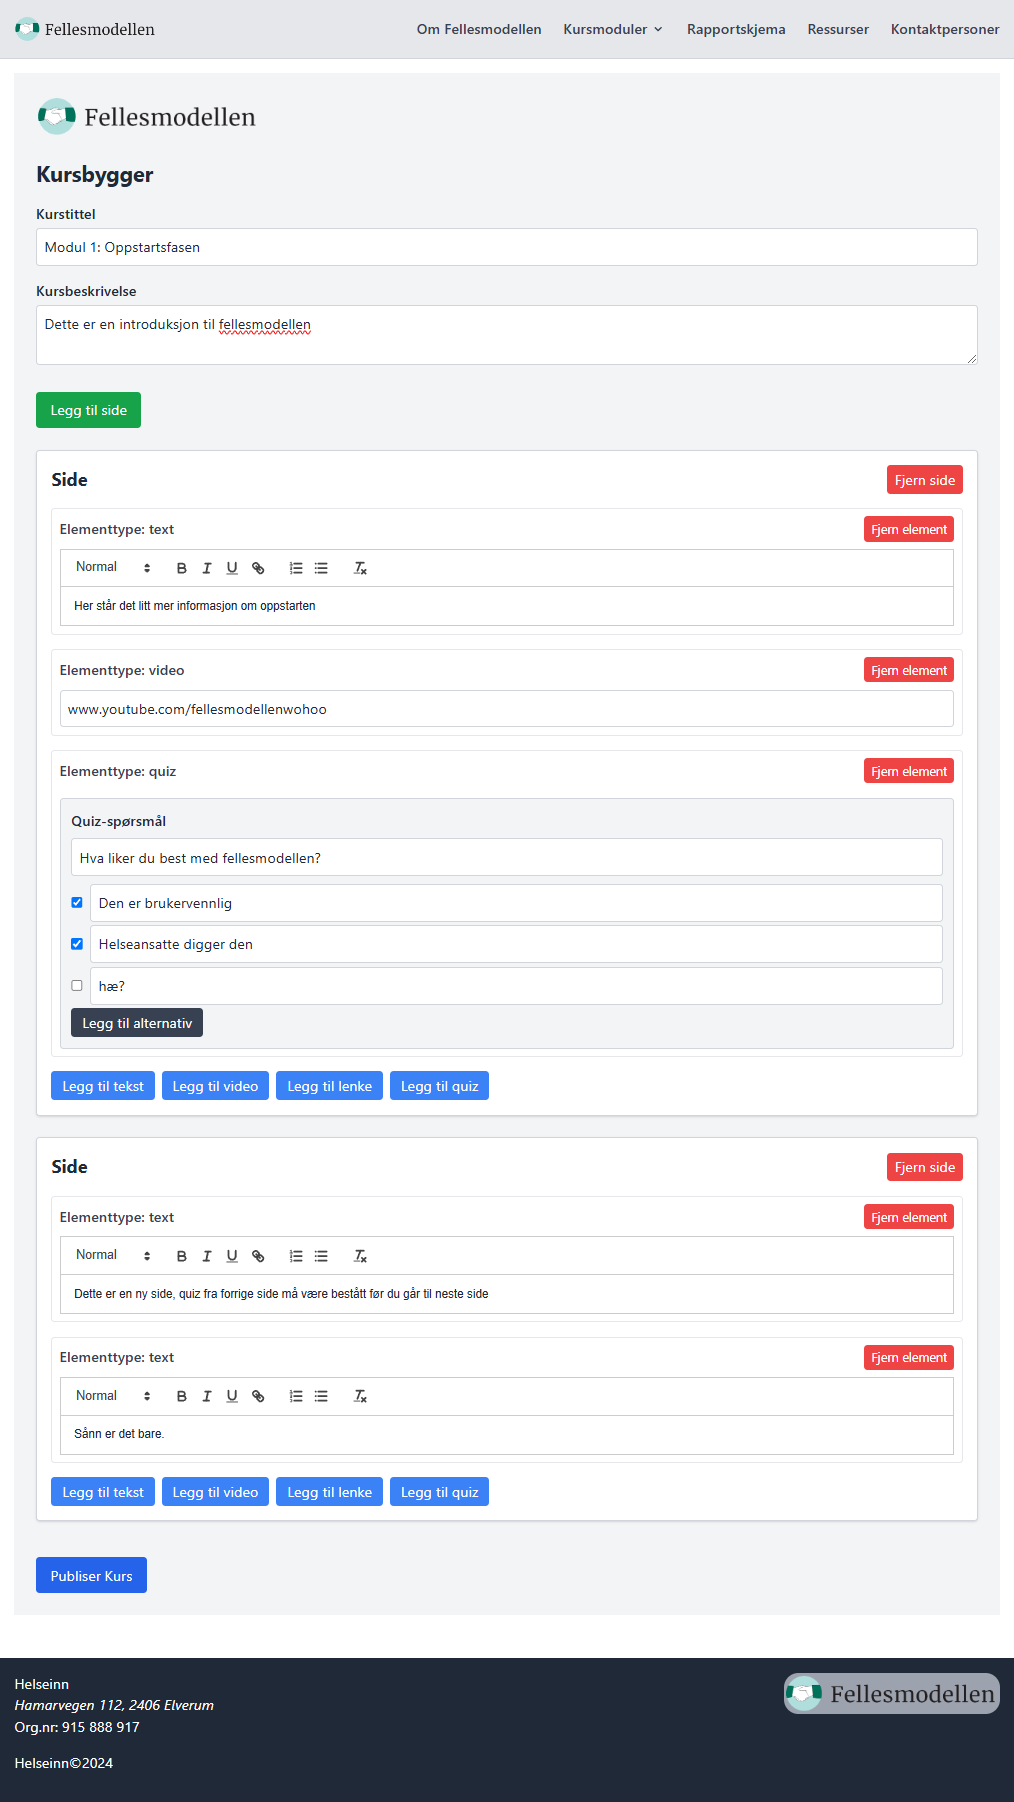 Fellesmodellen
Om Fellesmodellen Kursmoduler Rapportskjema Ressurser Kontaktpersoner
Fellesmodellen
Kursbygger
Kurstittel
Modul 1: Oppstartsfasen
Kursbeskrivelse
Dette er en introduksjon til fellesmodellen
Legg til side
Side Fjern side
Elementtype: text Fjern element
Normal B I U
Her står det litt mer informasjon om oppstarten
Elementtype: video Fjern element
www.youtube.com/fellesmodellenwohoo
Elementtype: quiz Fjern element
Quiz-spørsmål
Hva liker du best med fellesmodellen?
Den er brukervennlig
Helseansatte digger den
hæ?
Legg til alternativ
Legg til tekst Legg til video Legg til lenke Legg til quiz
Side Fjern side
Elementtype: text Fjern element
Normal B I U
Dette er en ny side, quiz fra forrige side må være bestått før du går til neste side
Elementtype: text Fjern element
Normal B I U
Sånn er det bare.
Legg til tekst Legg til video Legg til lenke Legg til quiz
Publiser Kurs
Helseinn
Hamarvegen 112, 2406 Elverum
Org.nr: 915 888 917
Helseinn©2024
Fellesmodellen